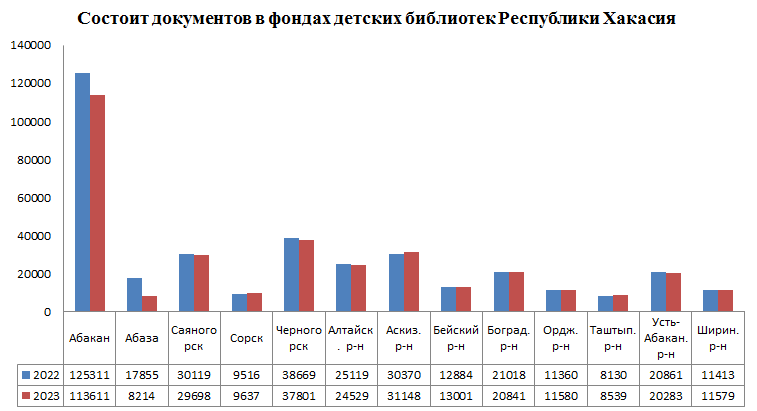 Состоит документов в фондах детских библиотек Республики Хакасия
140000
120000
100000
80000
60000
40000
20000
0
Абакан Абаза Саяного Сорск Черного Алтайск Аскиз. Бейский Боград. Ордж. Таштып. Усть- Ширин.
рск рск . р-н р-н р-н р-н р-н р-н Абакан. р-н
р-н
2022 125311 17855 30119 9516 38669 25119 30370 12884 21018 11360 8130 20861 11413
2023 113611 8214 29698 9637 37801 24529 31148 13001 20841 11580 8539 20283 11579